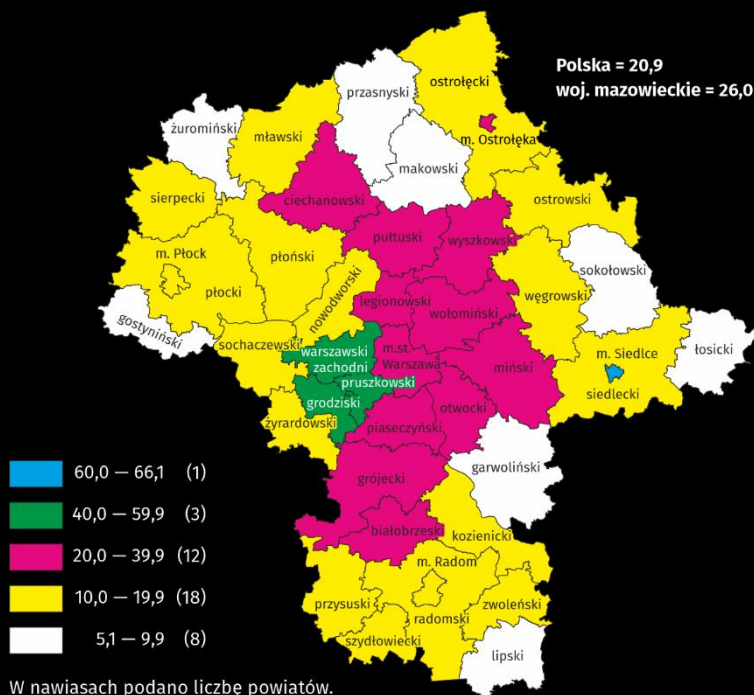 Polska = 20,9
woj. mazowieckie = 26,0
ostrołęcki
przasnyski
żuromiński
mławski
m. Ostrołęka
makowski
ciechanowski
sierpecki
ostrowski
pułtuski
wyszkowski
m. Płock
płoński
sokołowski
płocki
nowodworski
legionowski
wołomiński
węgrowski
gostyniński
sochaczewski
warszawski
zachodni
m.st.
Warszawa
m. Siedlce
łosicki
miński
pruszkowski
siedlecki
grodziski
otwocki
żyrardowski
piaseczyński
garwoliński
grójecki
białobrzeski
kozienicki
m. Radom
przysuski
zwoleński
radomski
szydłowiecki
lipski
60,0 — 66,1 (1)
40,0 — 59,9 (3)
20,0 — 39,9 (12)
10,0 — 19,9 (18)
5,1 — 9,9 (8)
W nawiasach podano liczbę powiatów.